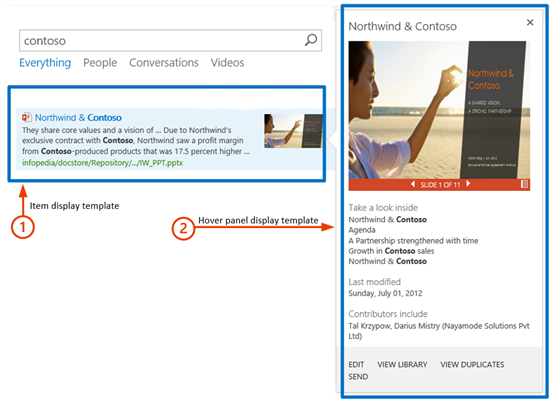 contoso
Everything People Conversations Videos
Northwind & Contoso
They share core values and a vision of ... Due to Northwind's
exclusive contract with Contoso, Northwind saw a profit margin
from Contoso-produced products that was 17.5 percent higher ...
infopedia/docstore/Repository/.../IW_PPT.pptx
Item display template
1
2
Hover panel display template
Northwind & Contoso
Northwind &
Contoso
A SHARED VISION.
A STRONG PARTNERSHIP.
SLIDE 1 OF 11
Take a look inside
Northwind & Contoso
Agenda
A Partnership strengthened with time
Growth in Contoso sales
Northwind & Contoso
Last modified
Sunday, July 01, 2012
Contributors include
Tal Krzypow, Darius Mistry (Nayamode Solutions Pvt
Ltd)
EDIT VIEW LIBRARY VIEW DUPLICATES
SEND